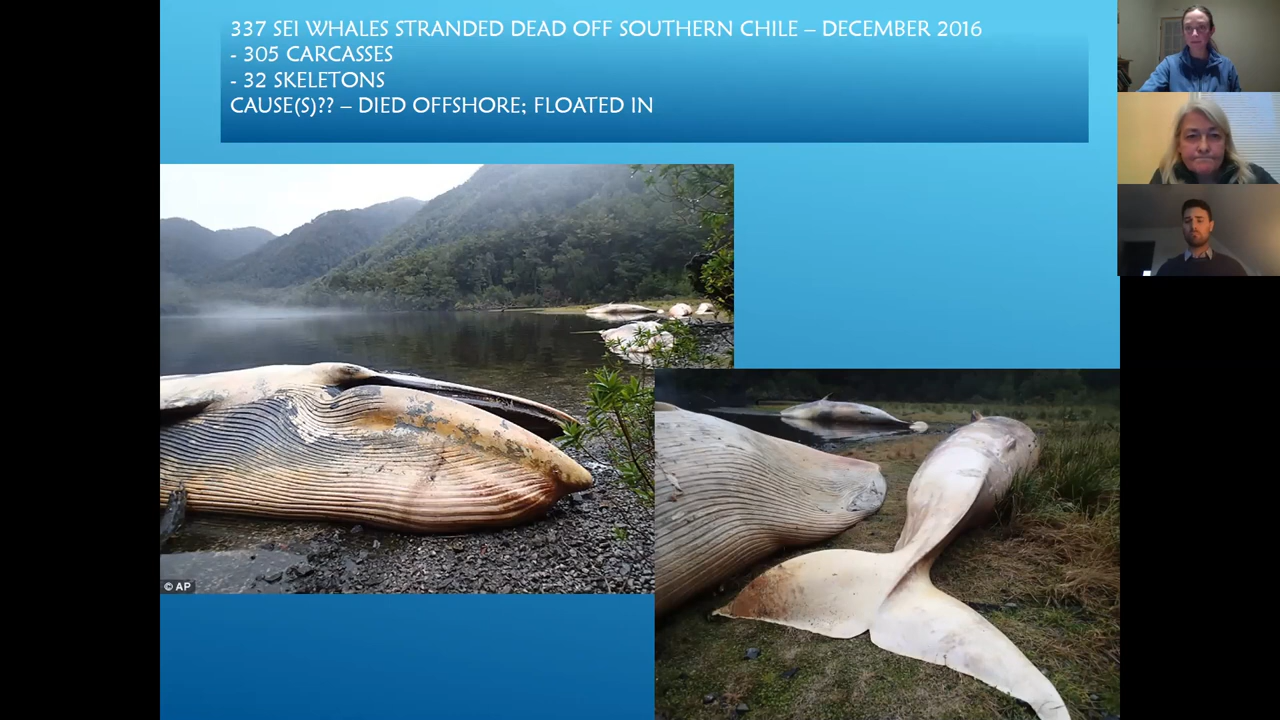 337 SEI WHALES STRANDED DEAD OFF SOUTHERN CHILE – DECEMBER 2016
- 305 CARCASSES
- 32 SKELETONS
CAUSE(S)?? – DIED OFFSHORE; FLOATED IN
© AP